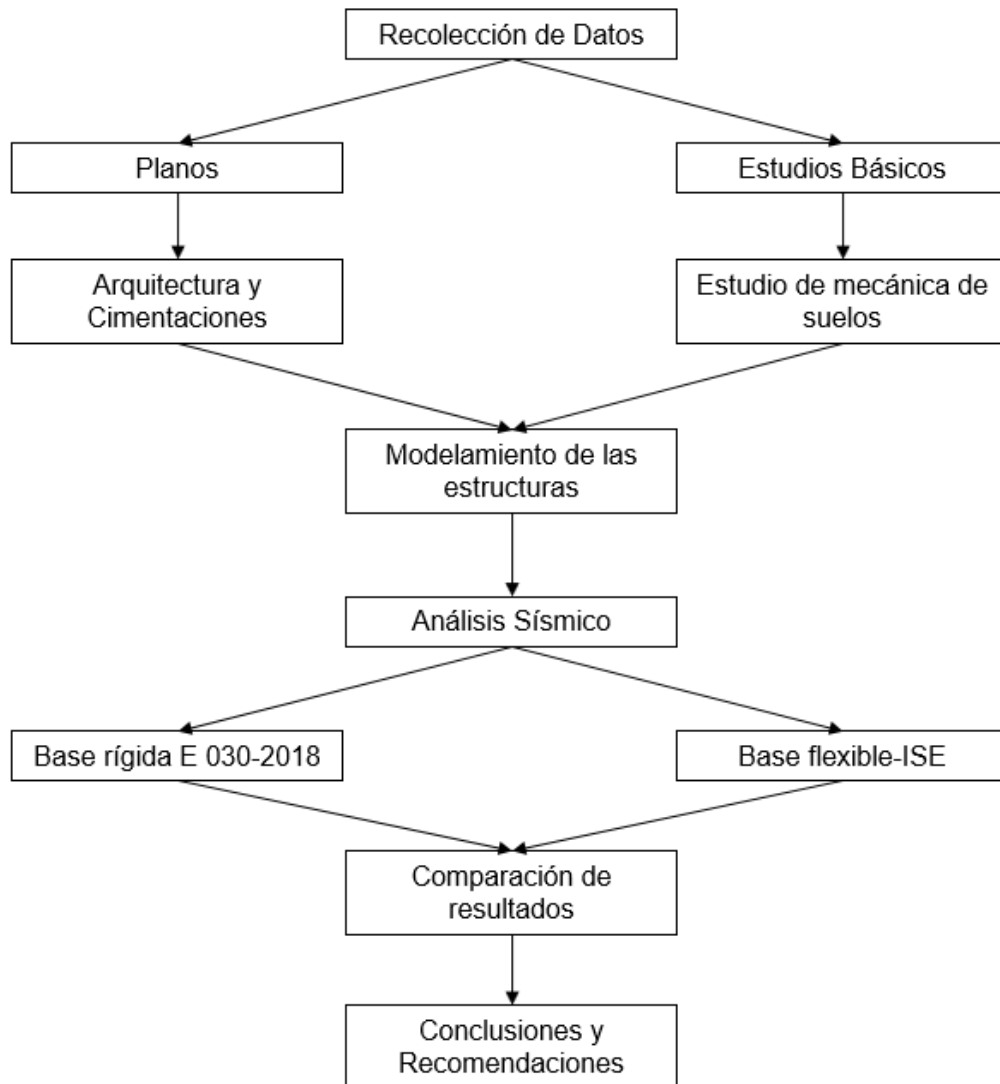 Recolección de Datos
Planos
Estudios Básicos
Arquitectura y
Cimentaciones
Estudio de mecánica de
suelos
Modelamiento de las
estructuras
Análisis Sísmico
Base rígida E 030-2018
Base flexible-ISE
Comparación de
resultados
Conclusiones y
Recomendaciones